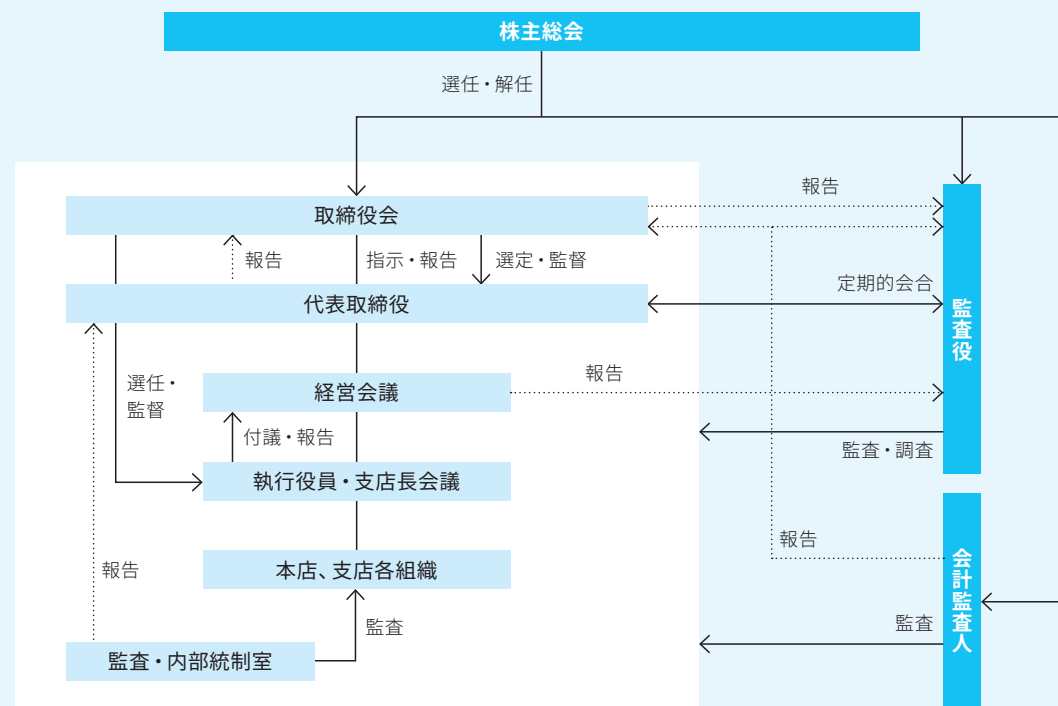 株主総会
選任・解任
報告
取締役会
報告
指示・報告
選定・監督
定期的会合
代表取締役
監査役
選任・
監督
報告
経営会議
付議・報告
監査・調査
執行役員・支店長会議
報告
会計監査人
本店、支店各組織
報告
監査
監査
監査・内部統制室